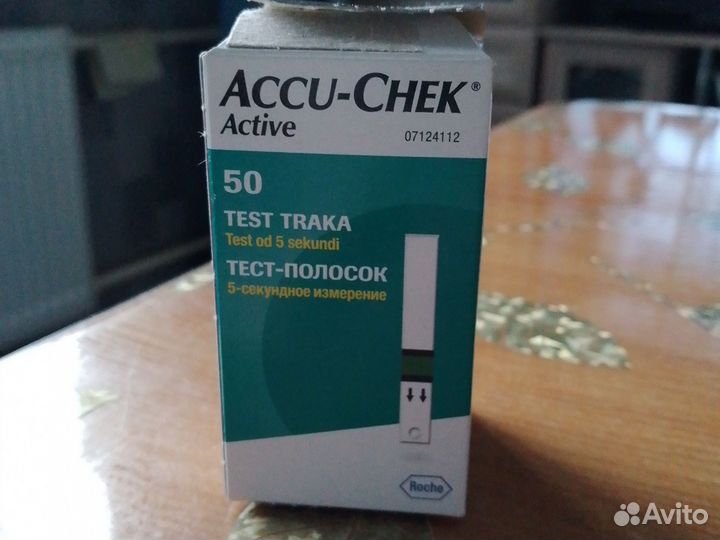 ACCU-CHEK®
Active
07124112
50
TEST TRAKA
Test od 5 sekundi
ТЕСТ-ПОЛОСОК
5-секундное измерение
Roche
Avito